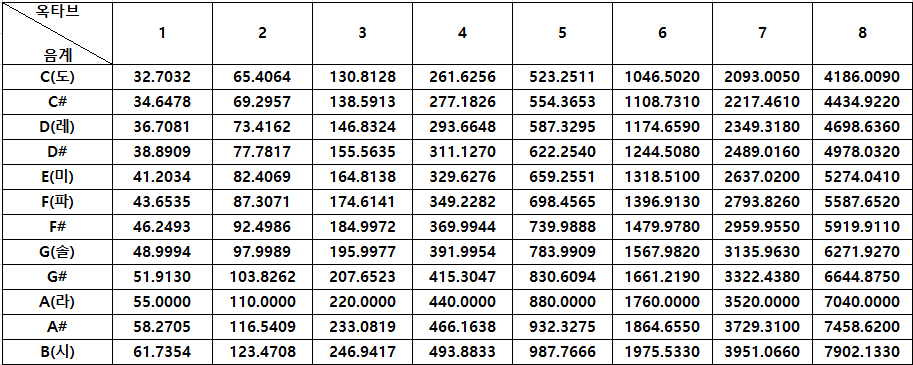 옥타브
음계
1 2 3 4 5 6 7 8
C(도) 32.7032 65.4064 130.8128 261.6256 523.2511 1046.5020 2093.0050 4186.0090
C# 34.6478 69.2957 138.5913 277.1826 554.3653 1108.7310 2217.4610 4434.9220
D(레) 36.7081 73.4162 146.8324 293.6648 587.3295 1174.6590 2349.3180 4698.6360
D# 38.8909 77.7817 155.5635 311.1270 622.2540 1244.5080 2489.0160 4978.0320
E(미) 41.2034 82.4069 164.8138 329.6276 659.2551 1318.5100 2637.0200 5274.0410
F(파) 43.6535 87.3071 174.6141 349.2282 698.4565 1396.9130 2793.8260 5587.6520
F# 46.2493 92.4986 184.9972 369.9944 739.9888 1479.9780 2959.9550 5919.9110
G(솔) 48.9994 97.9989 195.9977 391.9954 783.9909 1567.9820 3135.9630 6271.9270
G# 51.9130 103.8262 207.6523 415.3047 830.6094 1661.2190 3322.4380 6644.8750
A(라) 55.0000 110.0000 220.0000 440.0000 880.0000 1760.0000 3520.0000 7040.0000
A# 58.2705 116.5409 233.0819 466.1638 932.3275 1864.6550 3729.3100 7458.6200
B(시) 61.7354 123.4708 246.9417 493.8833 987.7666 1975.5330 3951.0660 7902.1330